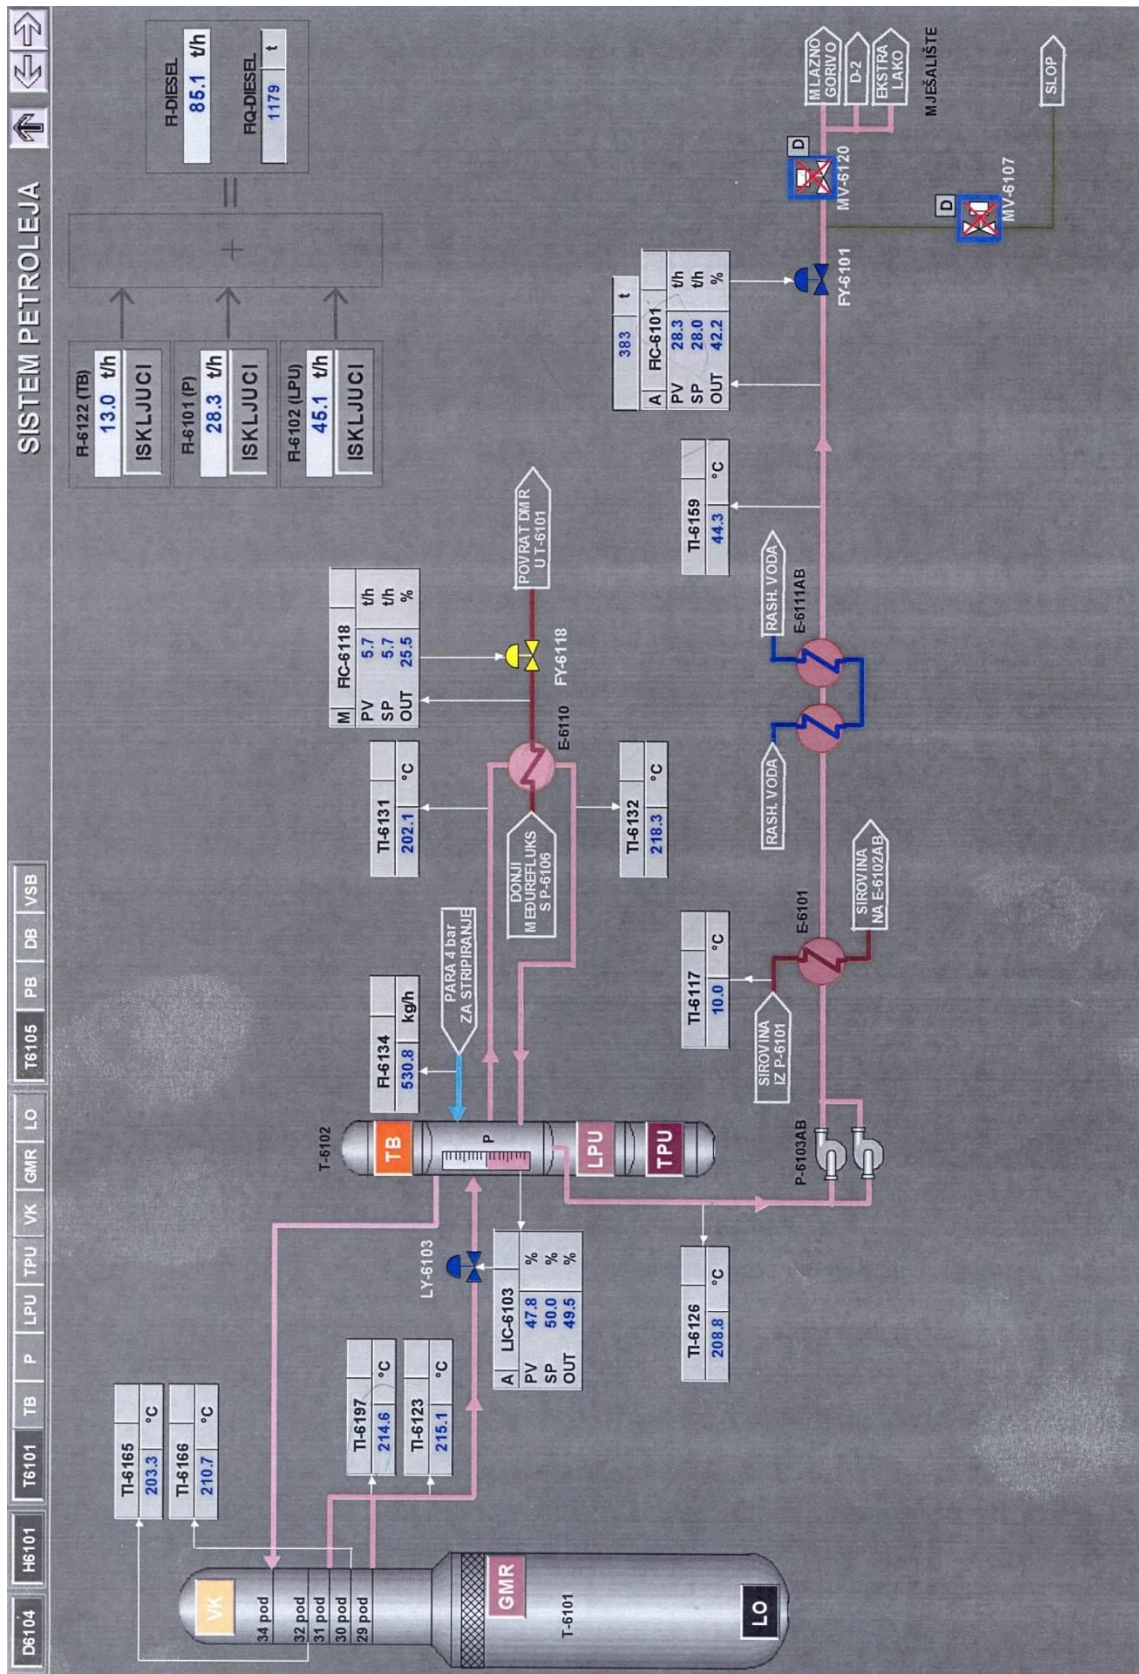 D6104
H6101
T6101
TB
P
LPU
TPU
VK
GMR
LO
T6105
PB
DB
VSB
SISTEM PETROLEJA
FI-6122 (TB)
13.0 t/h
ISKLJUCI
FI-6101 (P)
28.3 t/h
ISKLJUCI
FI-6102 (LPU)
45.1 t/h
ISKLJUCI
+
=
FI-DIESEL
85.1 t/h
FIQ-DIESEL
1179 t
TI-6165
203.3 °C
TI-6166
210.7 °C
VK
34 pod
32 pod
31 pod
30 pod
29 pod
GMR
T-6101
LO
TI-6197
214.6 °C
TI-6123
215.1 °C
LY-6103
A LIC-6103
PV 47.8 %
SP 50.0 %
OUT 49.5 %
TI-6126
208.8 °C
T-6102
TB
P
LPU
TPU
FI-6134
530.8 kg/h
PARA 4 bar
ZA STRIPIRANJE
TI-6131
202.1 °C
DONJI
MEĐUREFLUKS
S P-6106
E-6110
TI-6132
218.3 °C
M FIC-6118
PV 5.7 t/h
SP 5.7 t/h
OUT 25.5 %
FY-6118
POVRAT DMR
U T-6101
P-6103AB
TI-6117
10.0 °C
SIROVINA
IZ P-6101
E-6101
SIROVINA
NA E-6102AB
RASH. VODA
RASH. VODA
E-6111AB
TI-6159
44.3 °C
383 t
A FIC-6101
PV 28.3 t/h
SP 28.0 t/h
OUT 42.2 %
FY-6101
D
MV-6120
D
MV-6107
MLAZNO
GORIVO
D-2
EKSTRA
LAKO
MJEŠALIŠTE
SLOP